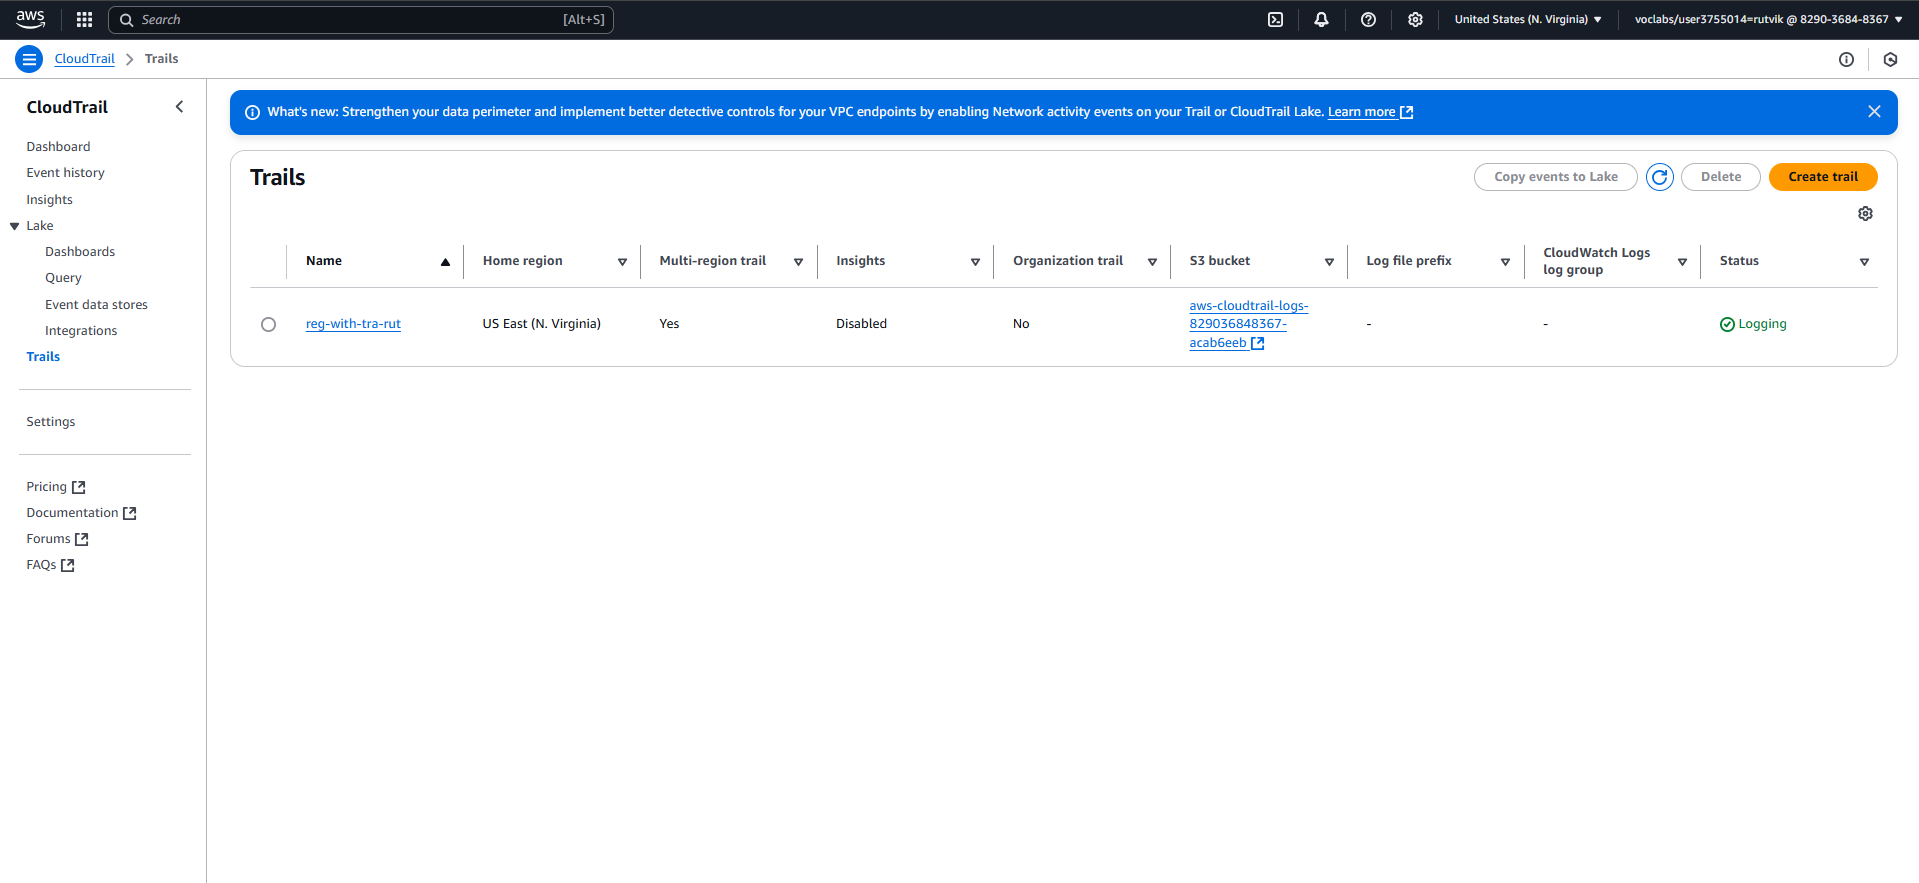 aws
Search [Alt+S]
United States (N. Virginia)
voclabs/user3755014=rutvik @ 8290-3684-8367
CloudTrail
Trails
CloudTrail
Dashboard
Event history
Insights
Lake
Dashboards
Query
Event data stores
Integrations
Trails
Settings
Pricing
Documentation
Forums
FAQs
What's new: Strengthen your data perimeter and implement better detective controls for your VPC endpoints by enabling Network activity events on your Trail or CloudTrail Lake. Learn more
Trails
Copy events to Lake
Delete
Create trail
Name
Home region
Multi-region trail
Insights
Organization trail
S3 bucket
Log file prefix
CloudWatch Logs
log group
Status
reg-with-tra-rut
US East (N. Virginia)
Yes
Disabled
No
aws-cloudtrail-logs-
829036848367-
acab6eeb
-
-
Logging